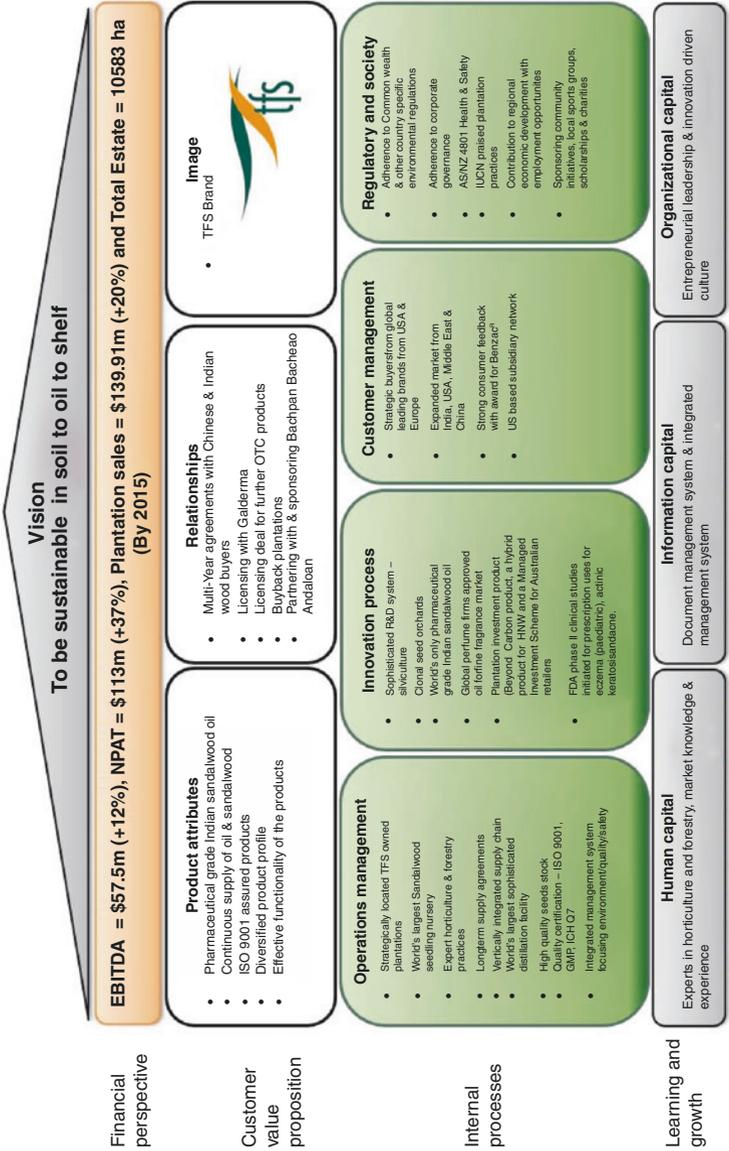 Vision
To be sustainable in soil to oil to shelf
Financial
perspective
EBITDA = $57.5m (+12%), NPAT = $113m (+37%), Plantation sales = $139.91m (+20%) and Total Estate = 10583 ha
(By 2015)
Customer
value
proposition
Product attributes
• Pharmaceutical grade Indian sandalwood oil
• Continuous supply of oil & sandalwood
• ISO 9001 assured products
• Diversified product profile
• Effective functionality of the products
Relationships
• Multi-Year agreements with Chinese & Indian
wood buyers
• Licensing with Galderma
• Licensing deal for further OTC products
• Buyback plantations
• Partnering with & sponsoring Bachpan Bacheao
Andaloan
Image
• TFS Brand
tfs
Internal
processes
Operations management
• Strategically located TFS owned
plantations
• World's largest Sandalwood
seedling nursery
• Expert horticulture & forestry
practices
• Longterm supply agreements
• Vertically integrated supply chain
• World's largest sophisticated
distillation facility
• High quality seeds stock
• Quality certification – ISO 9001,
GMP, ICH Q7
• Integrated management system
focusing environment/quality/safety
Innovation process
• Sophisticated R&D system –
silviculture
• Clonal seed orchards
• World's only pharmaceutical
grade Indian sandalwood oil
• Global perfume firms approved
oil forfine fragrance market
• Plantation investment product
(Beyond Carbon product, a hybrid
product for HNW and a Managed
Investment Scheme for Australian
retailers
• FDA phase II clinical studies
initiated for prescription uses for
eczema (paediatric), actinic
keratosisandacne.
Customer management
• Strategic buyersfrom global
leading brands from USA &
Europe
• Expanded market from
India, USA, Middle East &
China
• Strong consumer feedback
with award for Benzac®
• US based subsidiary network
Regulatory and society
• Adherence to Common wealth
& other country specific
environmental regulations
• Adherence to corporate
governance
• AS/NZ 4801 Health & Safety
• IUCN praised plantation
practices
• Contribution to regional
economic development with
employment opportunities
• Sponsoring community
initiatives, local sports groups,
scholarships & charities
Learning and
growth
Human capital
Experts in horticulture and forestry, market knowledge &
experience
Information capital
Document management system & integrated
management system
Organizational capital
Entrepreneurial leadership & innovation driven
culture